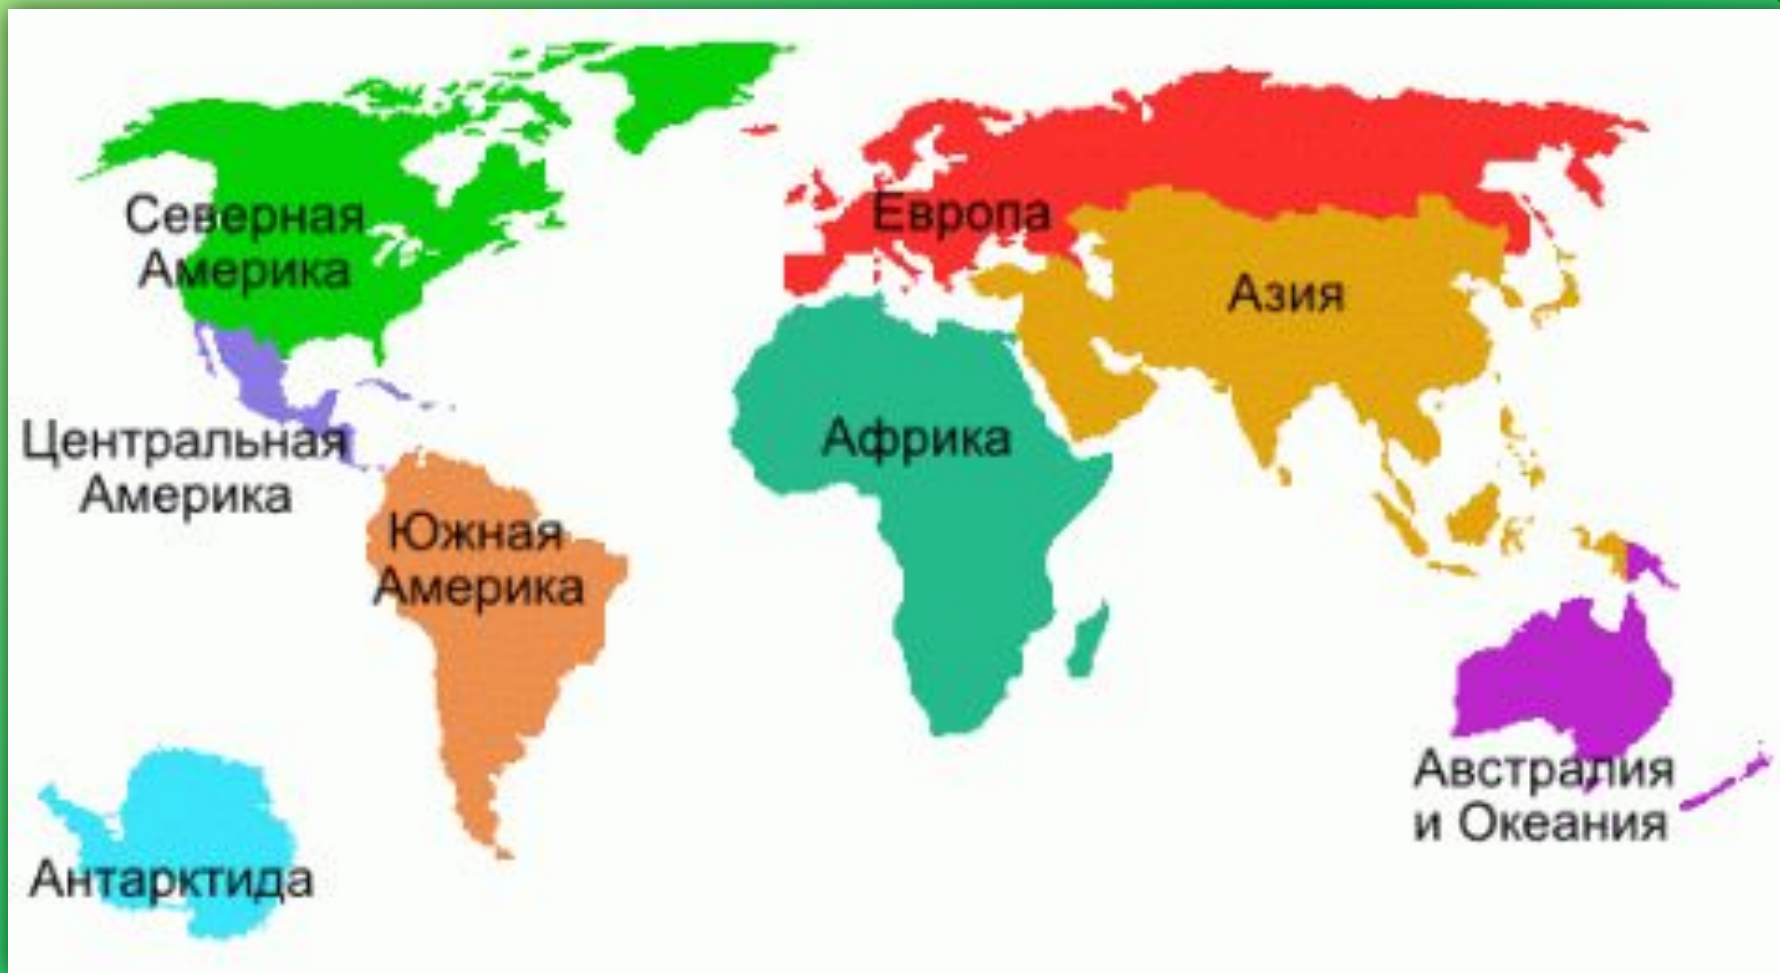 Северная
Америка
Европа
Азия
Центральная
Америка
Африка
Южная
Америка
Австралия
и Океания
Антарктида